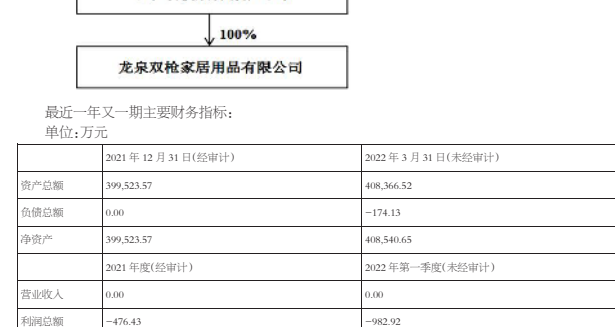 100%
龙泉双枪家居用品有限公司
最近一年又一期主要财务指标:
单位:万元
2021 年 12 月 31 日(经审计) 2022 年 3 月 31 日(未经审计)
资产总额 399,523.57 408,366.52
负债总额 0.00 -174.13
净资产 399,523.57 408,540.65
2021 年度(经审计) 2022 年第一季度(未经审计)
营业收入 0.00 0.00
利润总额 -476.43 -982.92